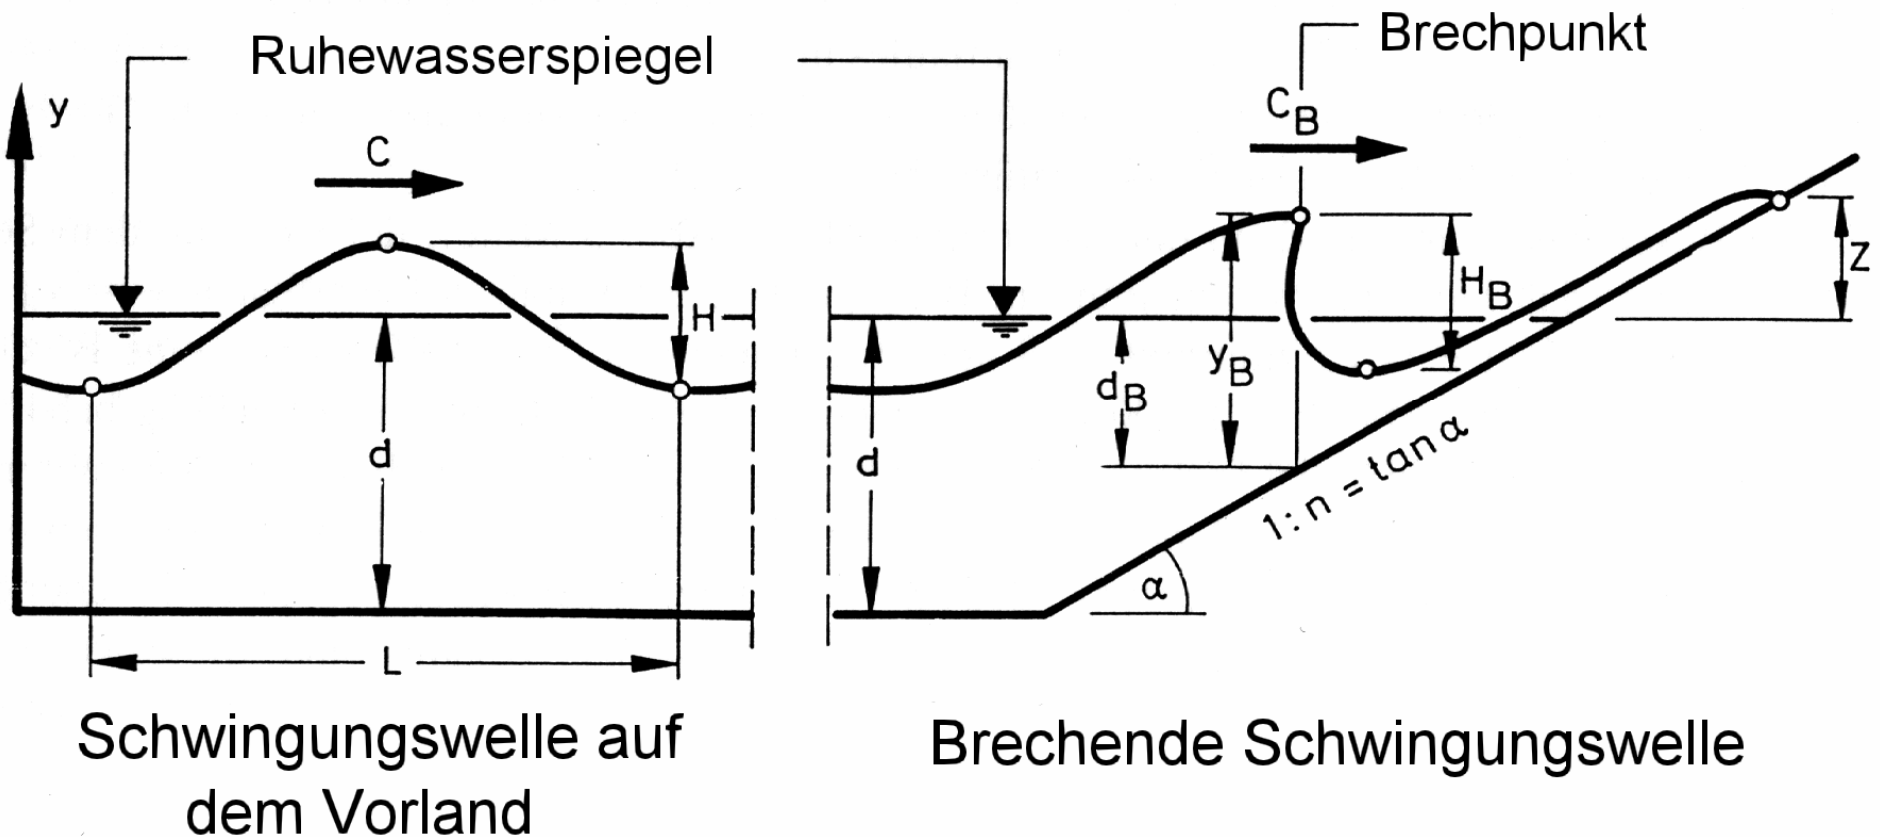 Ruhewasserspiegel
Brechpunkt
y
C
C_B
H
H_B
Z
y_B
d_B
d
d
1:n = tan α
α
L
Schwingungswelle auf
dem Vorland
Brechende Schwingungswelle